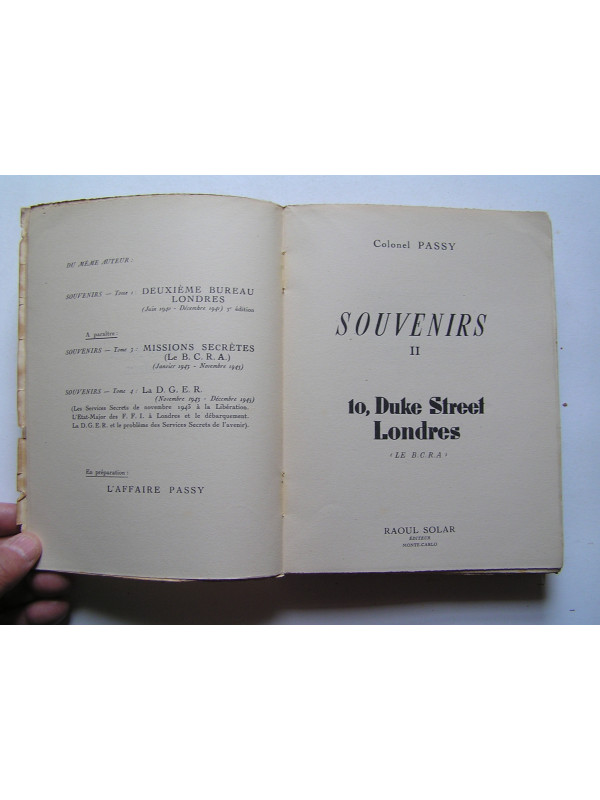 DU MÊME AUTEUR :
SOUVENIRS — Tome 1 : DEUXIÈME BUREAU
LONDRES
(Juin 1940 - Décembre 1941) 5e édition
A paraître :
SOUVENIRS — Tome 3 : MISSIONS SECRÈTES
(Le B. C. R. A.)
(Janvier 1943 - Novembre 1943)
SOUVENIRS — Tome 4 : La D. G. E. R.
(Novembre 1943 - Décembre 1945)
(Les Services Secrets de novembre 1943 à la Libération.
L'Etat-Major des F. F. I. à Londres et le débarquement.
La D. G. E. R. et le problème des Services Secrets de l'avenir).
En préparation :
L'AFFAIRE PASSY
Colonel PASSY
SOUVENIRS
II
10, Duke Street
Londres
(LE B.C.R.A)
RAOUL SOLAR
ÉDITEUR
MONTE-CARLO